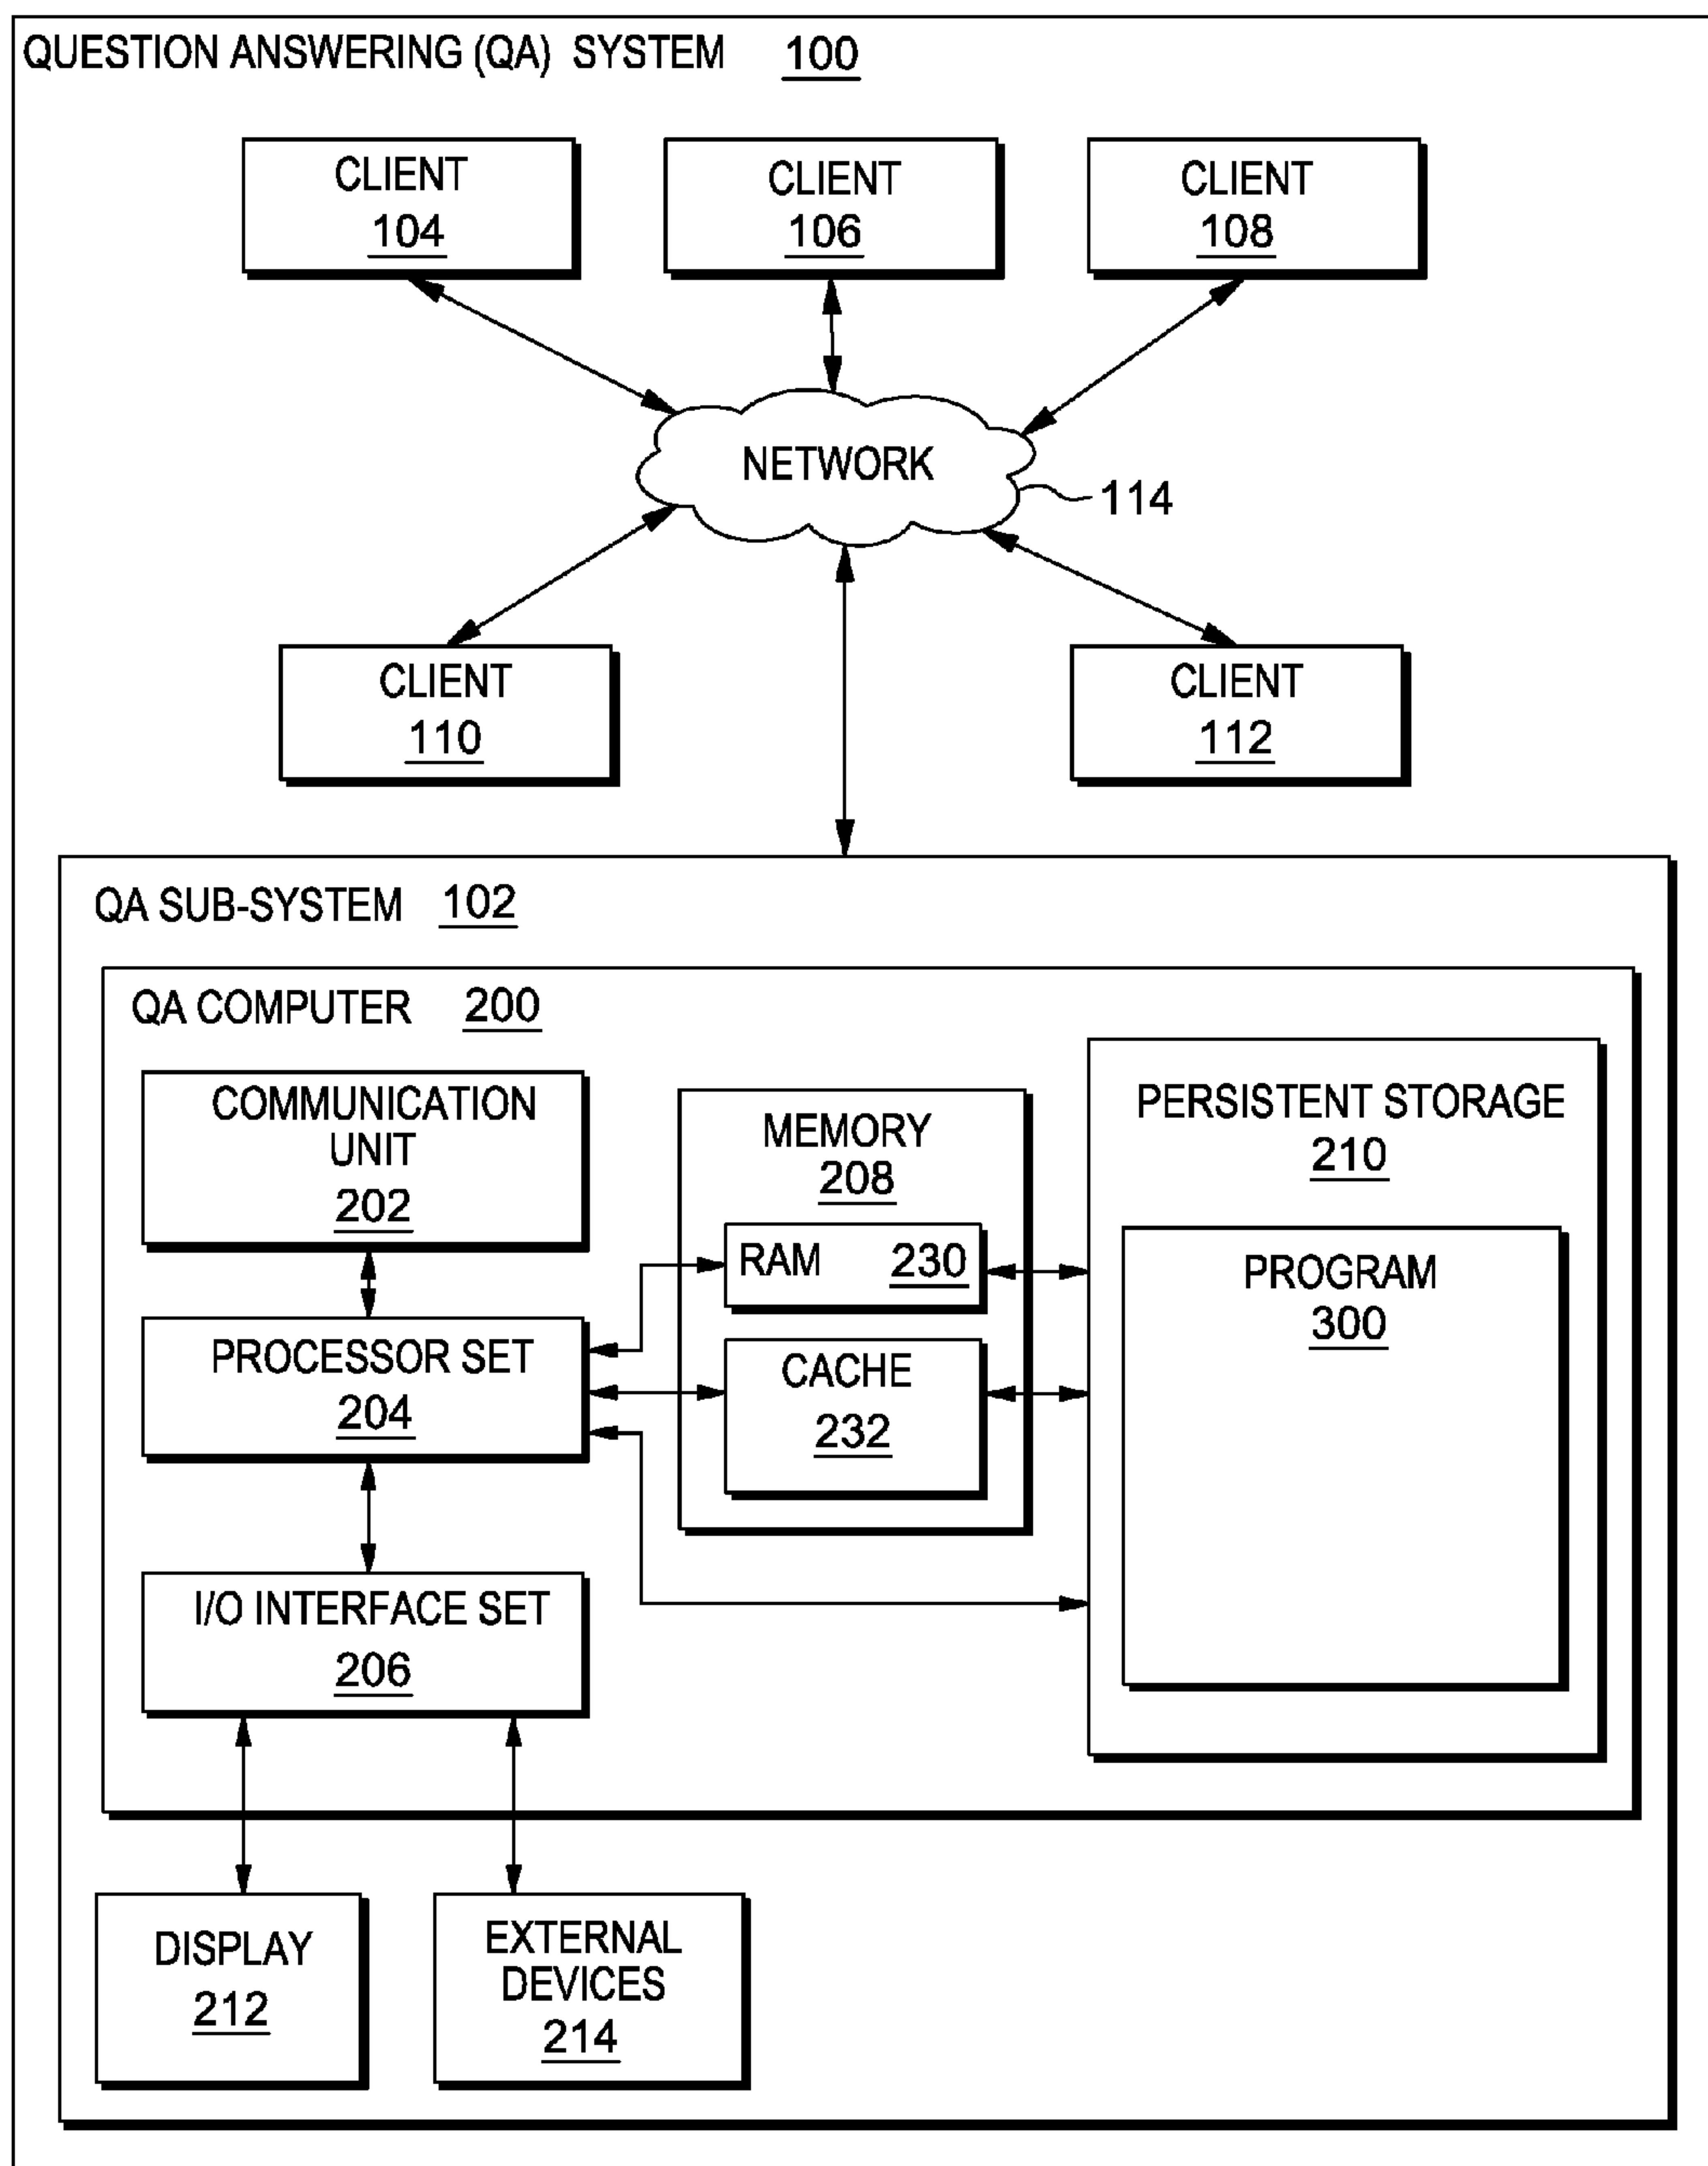 QUESTION ANSWERING (QA) SYSTEM 100
CLIENT
104
CLIENT
106
CLIENT
108
NETWORK
114
CLIENT
110
CLIENT
112
QA SUB-SYSTEM 102
QA COMPUTER 200
COMMUNICATION
UNIT
202
PROCESSOR SET
204
I/O INTERFACE SET
206
MEMORY
208
RAM 230
CACHE
232
PERSISTENT STORAGE
210
PROGRAM
300
DISPLAY
212
EXTERNAL
DEVICES
214